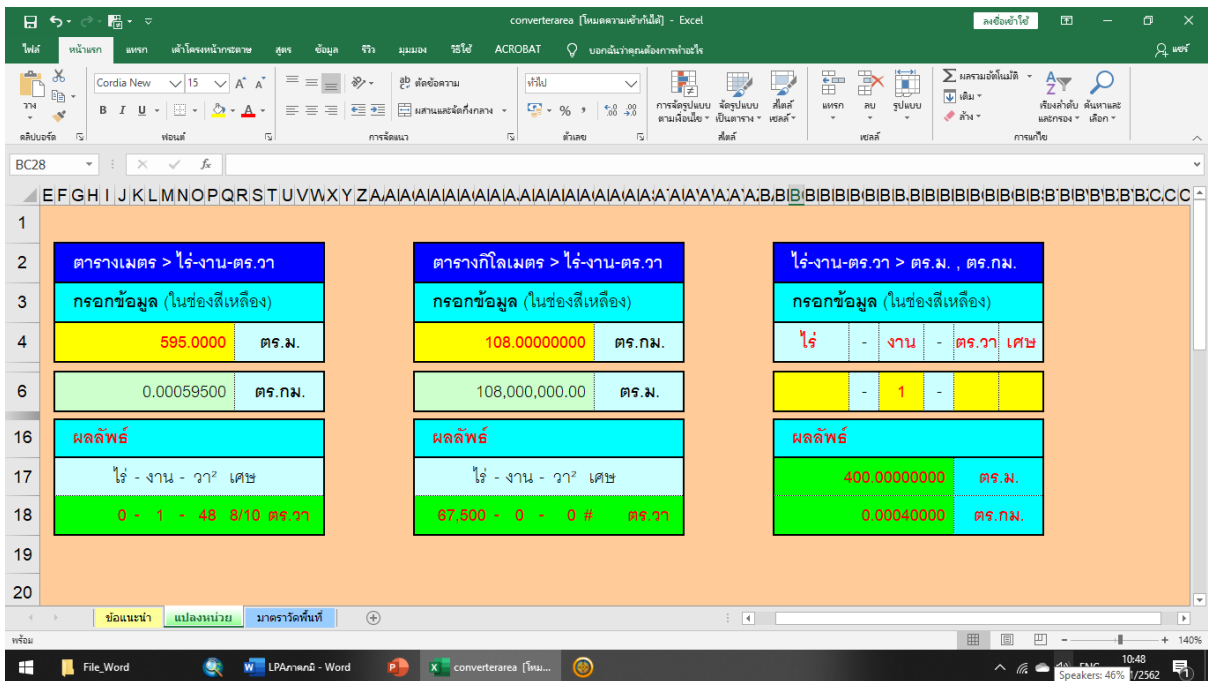 converterarea [โหมดความเข้ากันได้] - Excel
ลงชื่อเข้าใช้
ไฟล์ หน้าแรก แทรก เค้าโครงหน้ากระดาษ สูตร ข้อมูล รีวิว มุมมอง วิธีใช้ ACROBAT บอกฉันว่าคุณต้องการทำอะไร แชร์
วาง
Cordia New 15
ตัดข้อความ
ผสานและจัดกึ่งกลาง
ทั่วไป
การจัดรูปแบบตามเงื่อนไข
จัดรูปแบบเป็นตาราง
สไตล์เซลล์
แทรก ลบ รูปแบบ
ผลรวมอัตโนมัติ
เติม
ล้าง
เรียงลำดับและกรอง
ค้นหาและเลือก
คลิปบอร์ด ฟอนต์ การจัดแนว ตัวเลข สไตล์ เซลล์ การแก้ไข
BC28 fx
E F G H I J K L M N O P Q R S T U V W X Y Z
1
2 ตารางเมตร > ไร่-งาน-ตร.วา ตารางกิโลเมตร > ไร่-งาน-ตร.วา ไร่-งาน-ตร.วา > ตร.ม. , ตร.กม.
3 กรอกข้อมูล (ในช่องสีเหลือง) กรอกข้อมูล (ในช่องสีเหลือง) กรอกข้อมูล (ในช่องสีเหลือง)
4 595.0000 ตร.ม. 108.00000000 ตร.กม. ไร่ - งาน - ตร.วา เศษ
6 0.00059500 ตร.กม. 108,000,000.00 ตร.ม. - 1 -
16 ผลลัพธ์ ผลลัพธ์ ผลลัพธ์
17 ไร่ - งาน - วา² เศษ ไร่ - งาน - วา² เศษ 400.00000000 ตร.ม.
18 0 - 1 - 48 8/10 ตร.วา 67,500 - 0 - 0 # ตร.วา 0.00040000 ตร.กม.
19
20
ข้อแนะนำ แปลงหน่วย มาตราวัดพื้นที่
พร้อม 140%
File_Word LPAภาคภมิ - Word converterarea [โหม... ENG 10:48
Speakers: 46% 1/2562